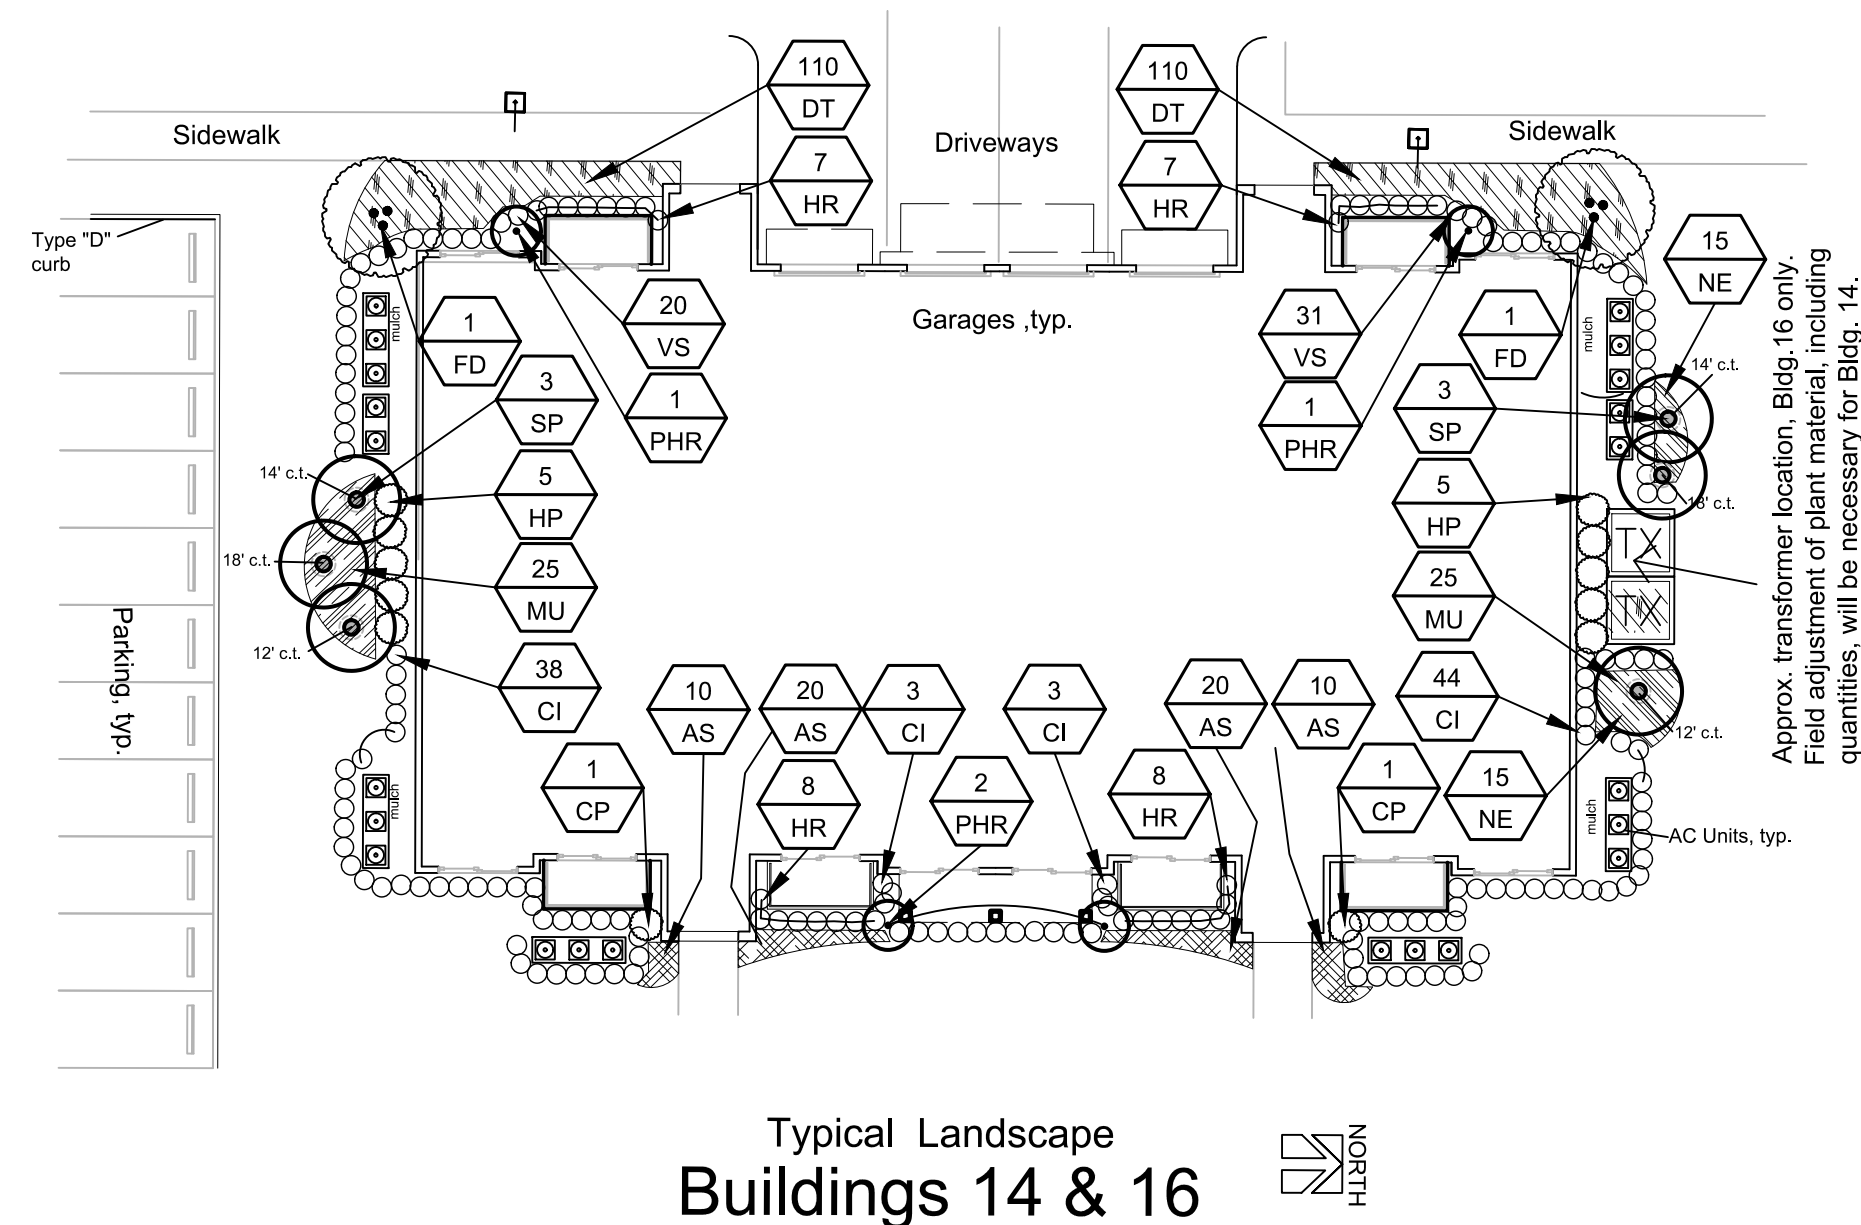 110
DT
110
DT
Sidewalk
Driveways
Sidewalk
7
HR
7
HR
Type "D"
curb
15
NE
mulch
1
FD
20
VS
Garages ,typ.
31
VS
1
FD
mulch
14' c.t.
3
SP
1
PHR
1
PHR
3
SP
14' c.t.
5
HP
5
HP
18' c.t.
18' c.t.
25
MU
25
MU
TX
TX
12' c.t.
Parking, typ.
38
CI
44
CI
12' c.t.
10
AS
20
AS
3
CI
3
CI
20
AS
10
AS
Approx. transformer location, Bldg.16 only.
Field adjustment of plant material, including
quantities, will be necessary for Bldg. 14.
mulch
1
CP
8
HR
2
PHR
8
HR
1
CP
15
NE
mulch
AC Units, typ.
Typical Landscape
Buildings 14 & 16
NORTH